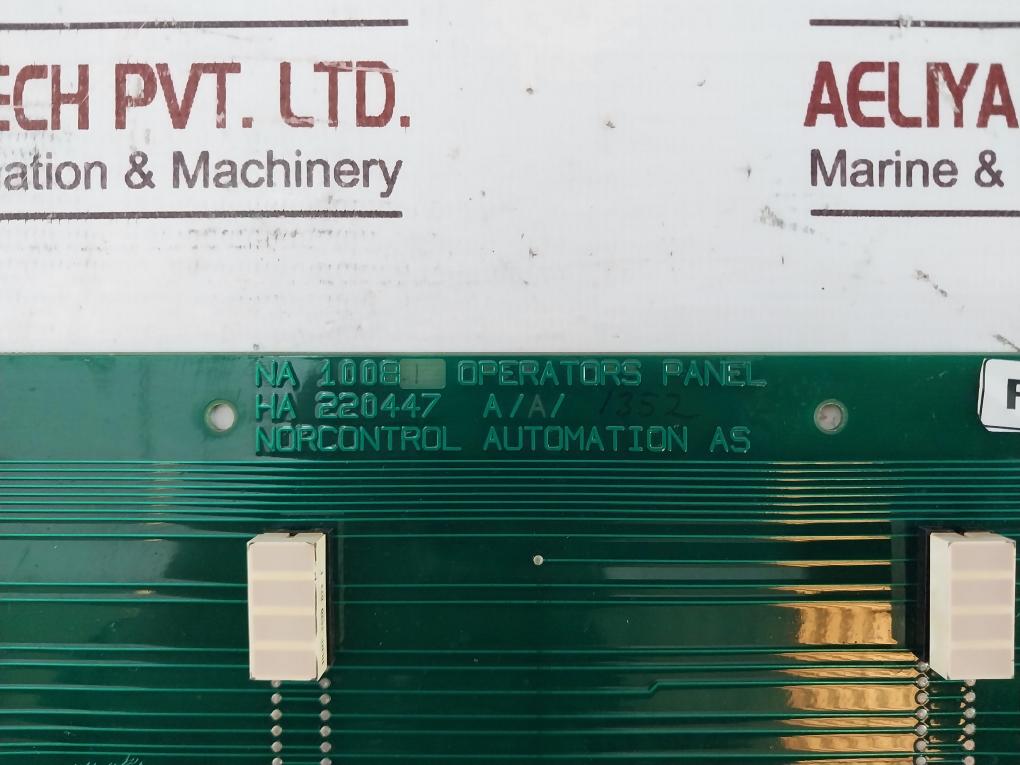 ECH PVT. LTD.
ation & Machinery
AELIYA
Marine &
NA 1008 OPERATORS PANEL
HA 220447 A/A/ 1352
NORCONTROL AUTOMATION AS